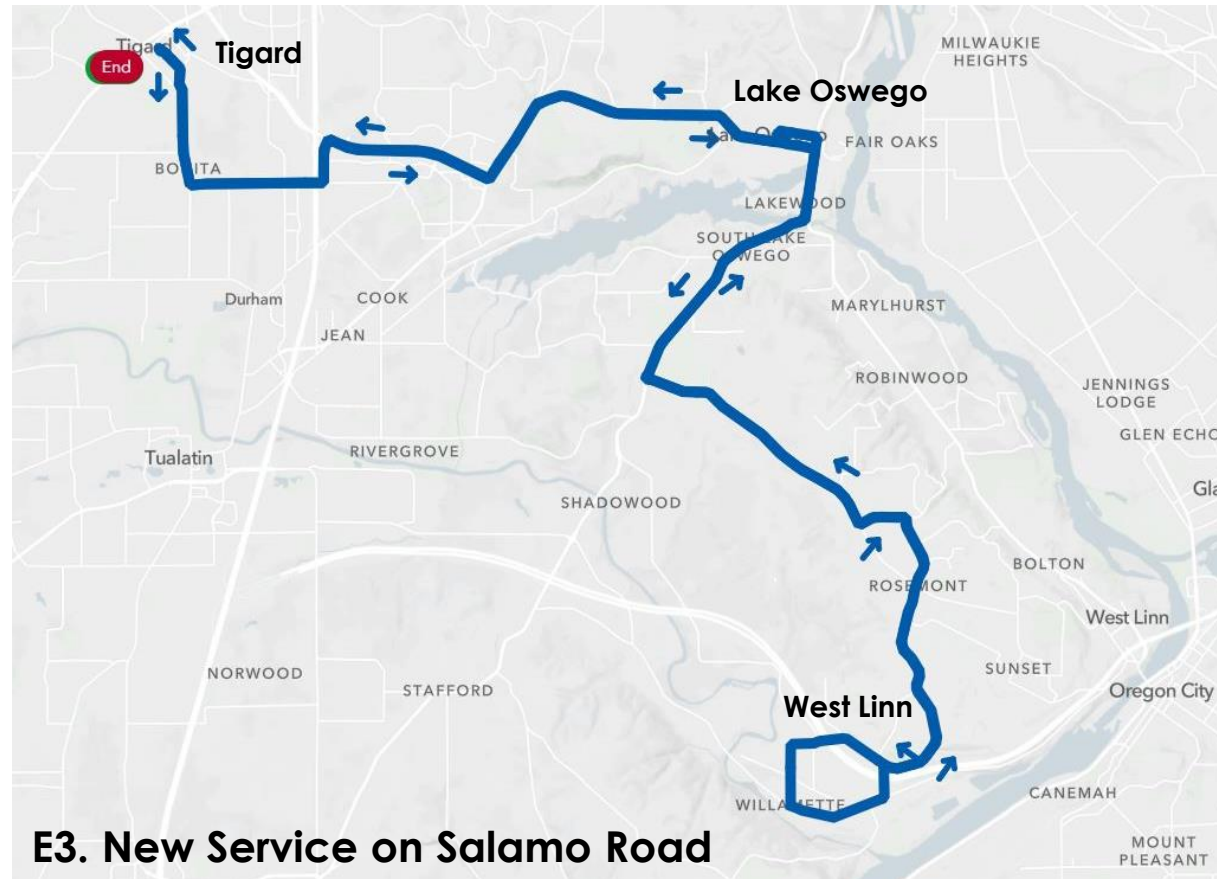 MILWAUKIE
HEIGHTS
Tigard
End
Lake Oswego
FAIR OAKS
BONITA
LAKEWOOD
SOUTH LAKE
OSWEGO
Durham
COOK
MARYLHURST
JEAN
ROBINWOOD
JENNINGS
LODGE
GLEN ECHO
RIVERGROVE
Tualatin
SHADOWOOD
Gla
BOLTON
ROSEMONT
West Linn
SUNSET
NORWOOD
STAFFORD
Oregon City
West Linn
WILLAMETTE
CANEMAH
MOUNT
PLEASANT
E3. New Service on Salamo Road